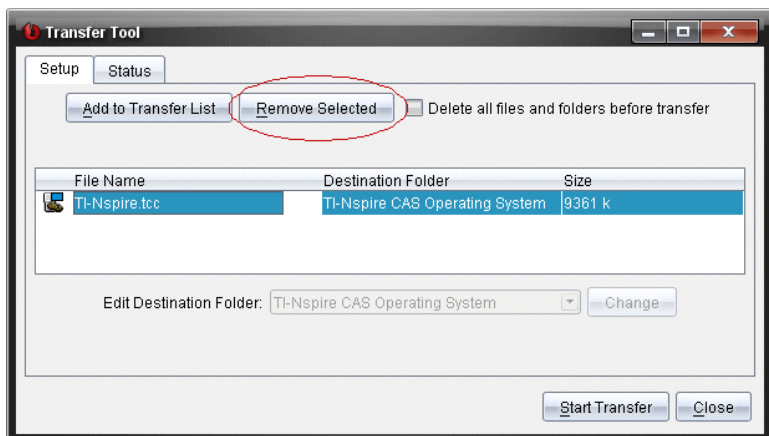 Transfer Tool
Setup Status
Add to Transfer List Remove Selected Delete all files and folders before transfer
File Name Destination Folder Size
TI-Nspire.tcc TI-Nspire CAS Operating System 9361 k
Edit Destination Folder: TI-Nspire CAS Operating System Change
Start Transfer Close